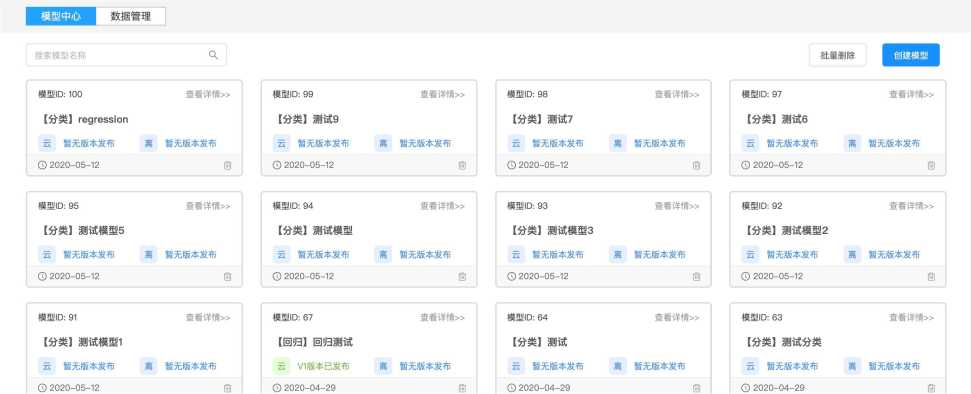 模型中心 数据管理
搜索模型名称 批量删除 创建模型
模型ID: 100 查看详情>> 模型ID: 99 查看详情>> 模型ID: 98 查看详情>> 模型ID: 97 查看详情>>
【分类】regression 【分类】测试9 【分类】测试7 【分类】测试6
云 暂无版本发布 离 暂无版本发布 云 暂无版本发布 离 暂无版本发布 云 暂无版本发布 离 暂无版本发布 云 暂无版本发布 离 暂无版本发布
2020-05-12 2020-05-12 2020-05-12 2020-05-12
模型ID: 95 查看详情>> 模型ID: 94 查看详情>> 模型ID: 93 查看详情>> 模型ID: 92 查看详情>>
【分类】测试模型5 【分类】测试模型 【分类】测试模型3 【分类】测试模型2
云 暂无版本发布 离 暂无版本发布 云 暂无版本发布 离 暂无版本发布 云 暂无版本发布 离 暂无版本发布 云 暂无版本发布 离 暂无版本发布
2020-05-12 2020-05-12 2020-05-12 2020-05-12
模型ID: 91 查看详情>> 模型ID: 67 查看详情>> 模型ID: 64 查看详情>> 模型ID: 63 查看详情>>
【分类】测试模型1 【回归】回归测试 【分类】测试 【分类】测试分类
云 暂无版本发布 离 暂无版本发布 云 V1版本已发布 离 暂无版本发布 云 暂无版本发布 离 暂无版本发布 云 暂无版本发布 离 暂无版本发布
2020-05-12 2020-04-29 2020-04-29 2020-04-29